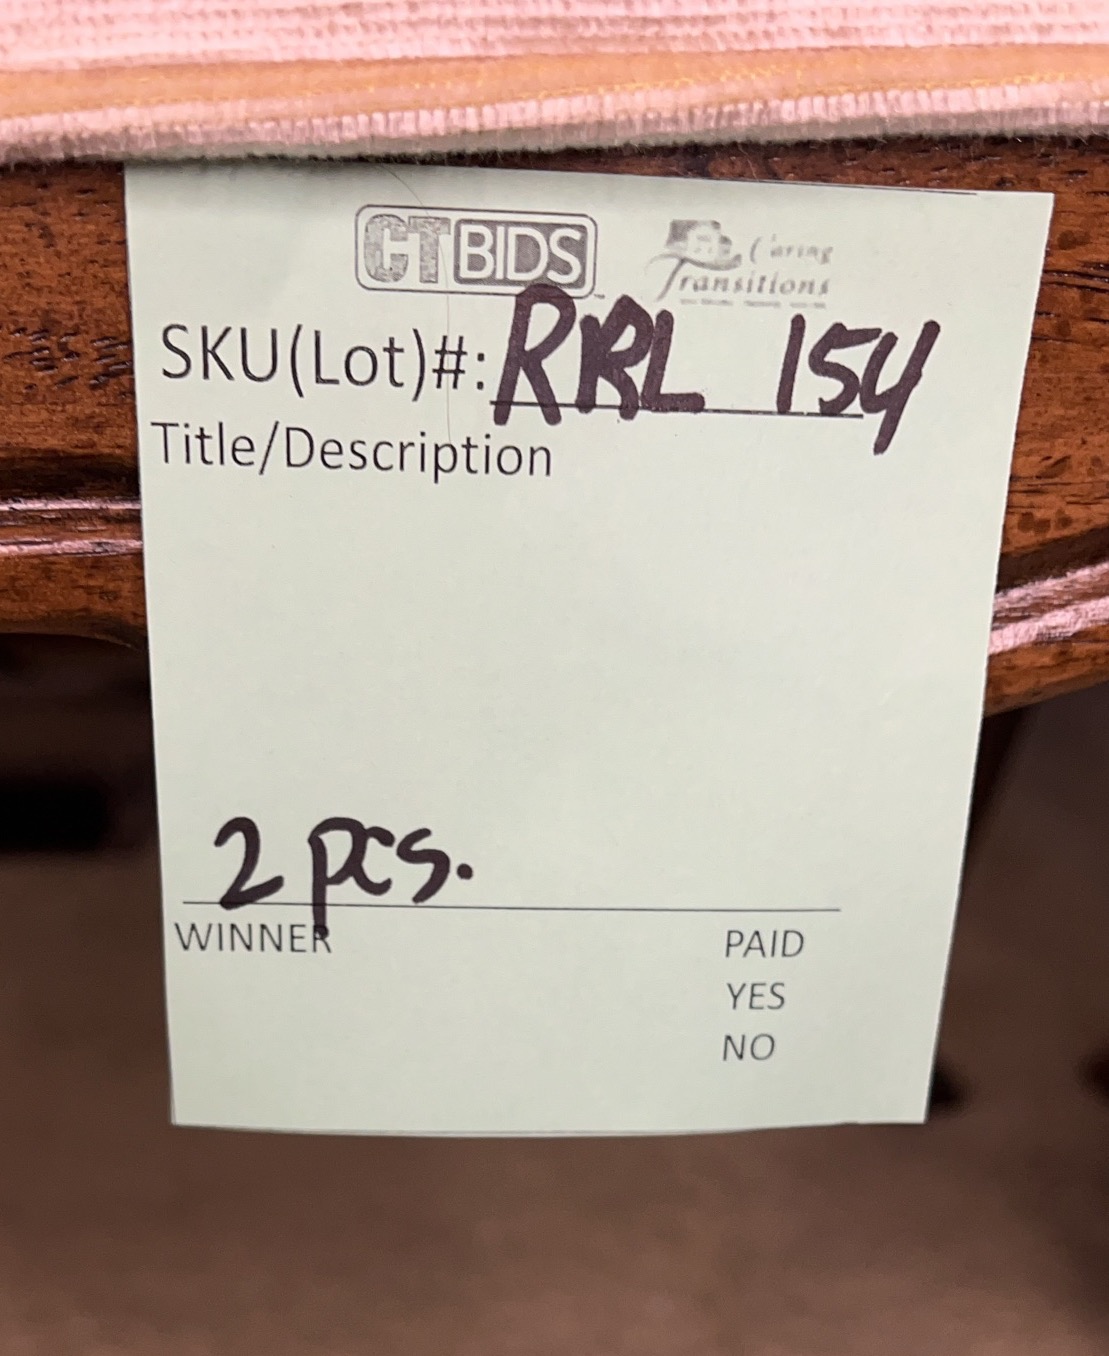 CTBIDS
Caring Transitions
SKU(Lot)#: RRL 154
Title/Description
2 pcs.
WINNER PAID
YES
NO